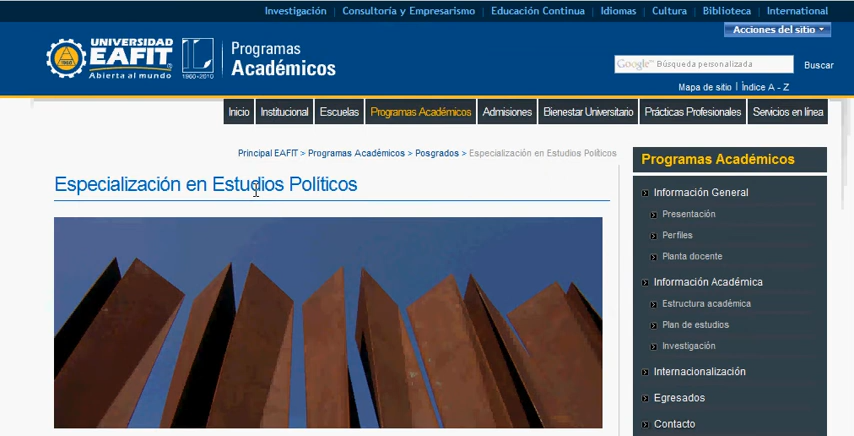 Investigación | Consultoría y Empresarismo | Educación Continua | Idiomas | Cultura | Biblioteca | International
Acciones del sitio
UNIVERSIDAD
EAFIT
Abierta al mundo
1960-2010
Programas
Académicos
Google™ Búsqueda personalizada
Buscar
Mapa de sitio | Índice A - Z
Inicio
Institucional
Escuelas
Programas Académicos
Admisiones
Bienestar Universitario
Prácticas Profesionales
Servicios en línea
Principal EAFIT > Programas Académicos > Posgrados > Especialización en Estudios Políticos
Especialización en Estudios Políticos
Programas Académicos
Información General
Presentación
Perfiles
Planta docente
Información Académica
Estructura académica
Plan de estudios
Investigación
Internacionalización
Egresados
Contacto